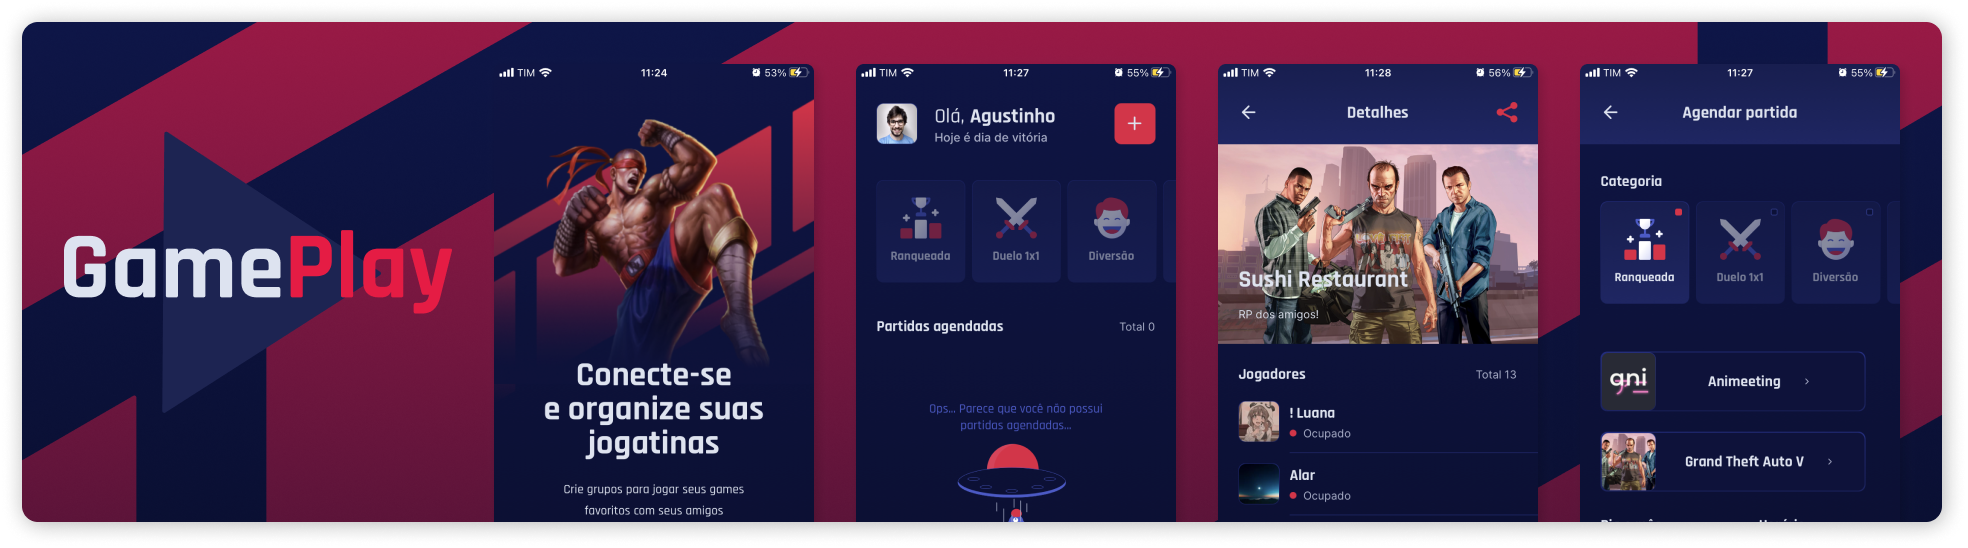 GamePlay
TIM
11:24
53%
Conecte-se
e organize suas
jogatinas
Crie grupos para jogar seus games
favoritos com seus amigos
TIM
11:27
55%
Olá, Agustinho
Hoje é dia de vitória
Ranqueada
Duelo 1x1
Diversão
Partidas agendadas
Total 0
Ops... Parece que você não possui
partidas agendadas...
TIM
11:28
56%
Detalhes
Sushi Restaurant
RP dos amigos!
Jogadores
Total 13
! Luana
Ocupado
Alar
Ocupado
TIM
11:27
55%
Agendar partida
Categoria
Ranqueada
Duelo 1x1
Diversão
ani
Animeeting
Grand Theft Auto V